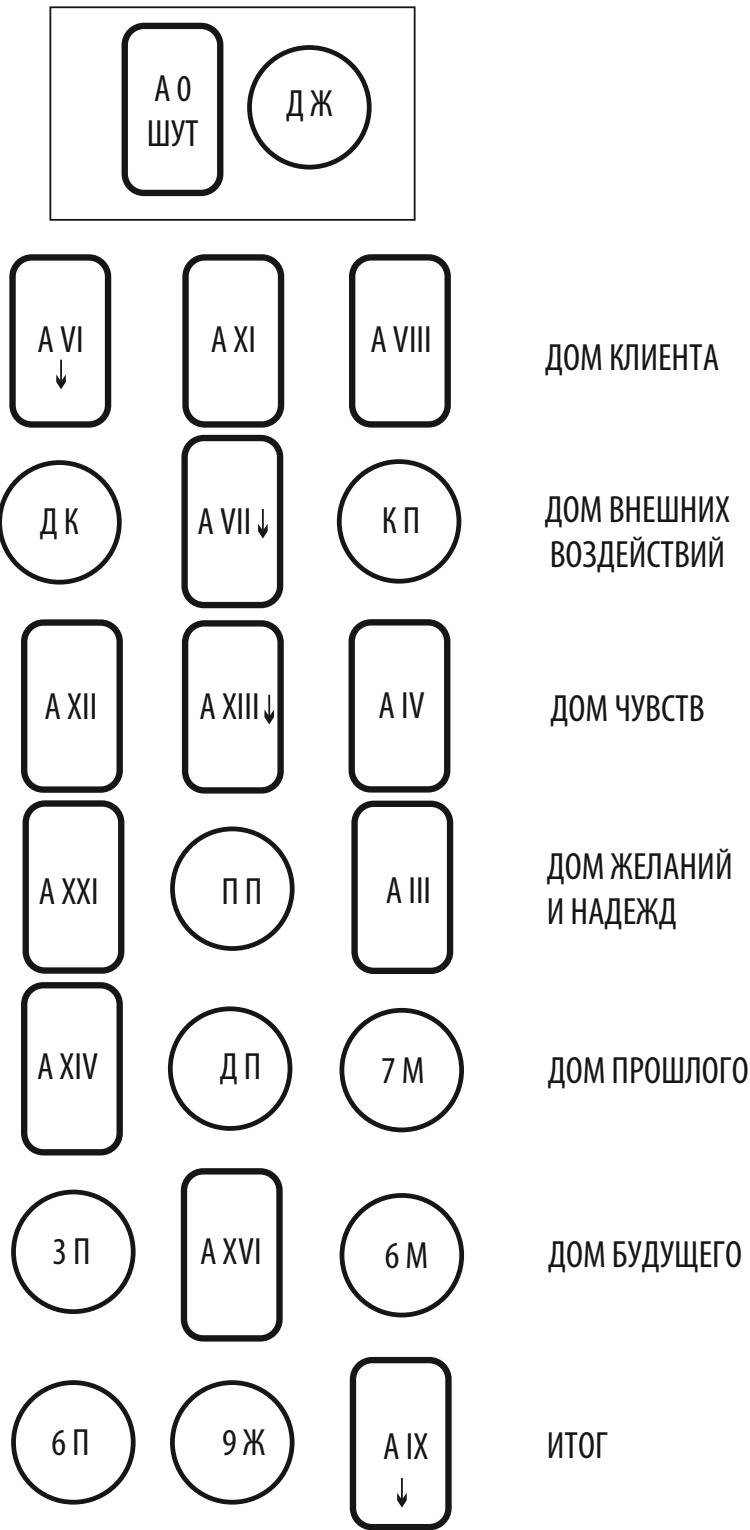 А 0
ШУТ
Д Ж
А VI
↓
А XI
А VIII
ДОМ КЛИЕНТА
Д К
А VII ↓
К П
ДОМ ВНЕШНИХ
ВОЗДЕЙСТВИЙ
А XII
А XIII ↓
А IV
ДОМ ЧУВСТВ
А XXI
П П
А III
ДОМ ЖЕЛАНИЙ
И НАДЕЖД
А XIV
Д П
7 М
ДОМ ПРОШЛОГО
3 П
А XVI
6 М
ДОМ БУДУЩЕГО
6 П
9 Ж
А IX
↓
ИТОГ